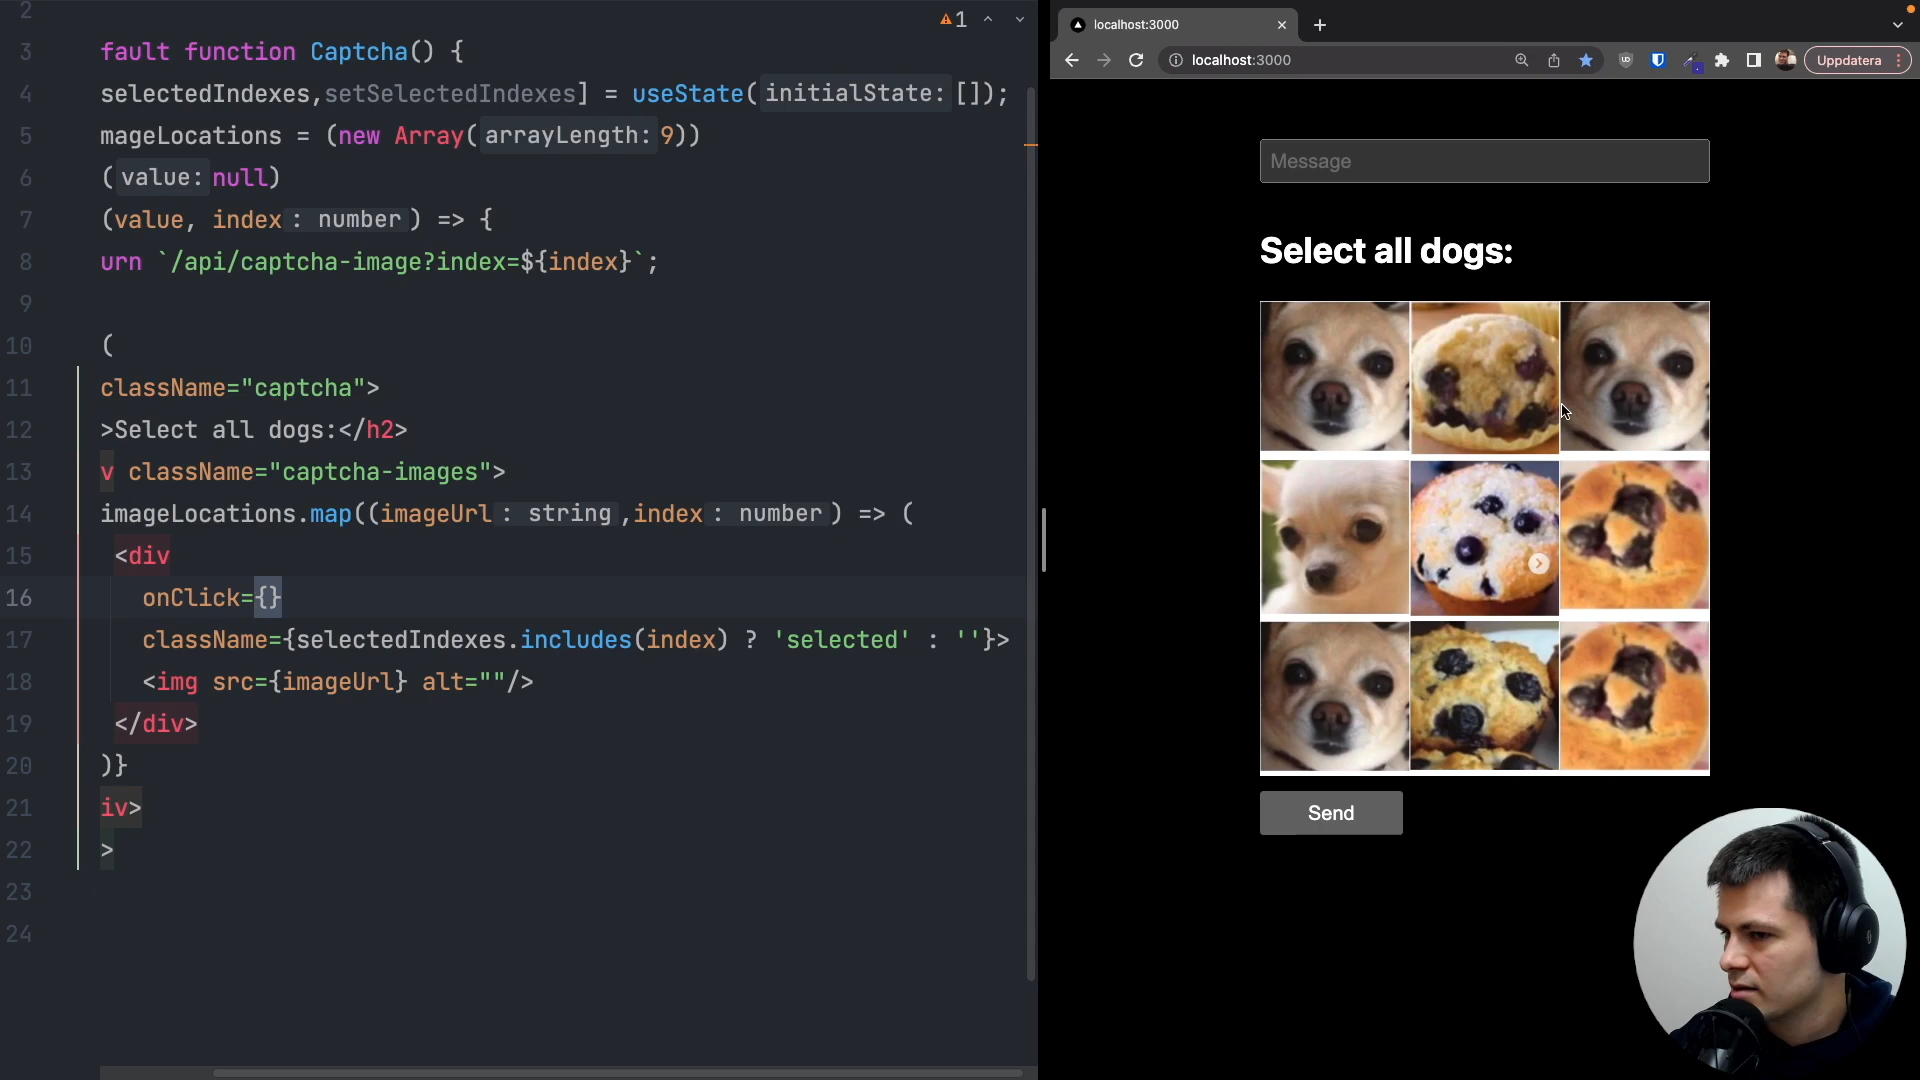 2
1
3 fault function Captcha() {
4 selectedIndexes,setSelectedIndexes] = useState( initialState: []);
5 mageLocations = (new Array( arrayLength: 9))
6 ( value: null)
7 (value, index : number ) => {
8 urn `/api/captcha-image?index=${index}`;
9
10 (
11 className="captcha">
12 >Select all dogs:</h2>
13 v className="captcha-images">
14 imageLocations.map((imageUrl : string ,index : number ) => (
15 <div
16 onClick={}
17 className={selectedIndexes.includes(index) ? 'selected' : ''}>
18 <img src={imageUrl} alt=""/>
19 </div>
20 )}
21 iv>
22 >
23
24
localhost:3000
localhost:3000
Uppdatera
Message
Select all dogs:
Send